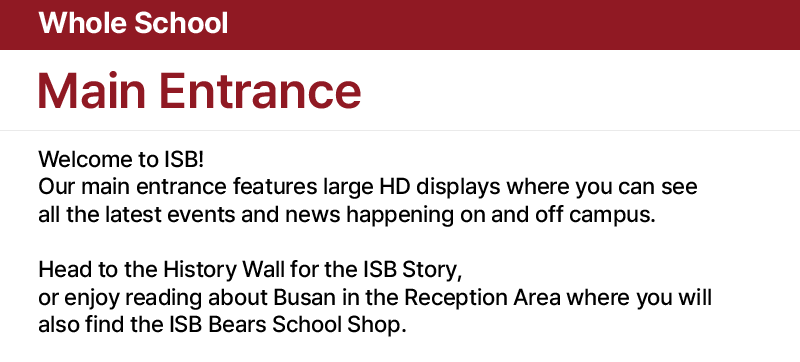 Whole School
Main Entrance
Welcome to ISB!
Our main entrance features large HD displays where you can see
all the latest events and news happening on and off campus.
Head to the History Wall for the ISB Story,
or enjoy reading about Busan in the Reception Area where you will
also find the ISB Bears School Shop.